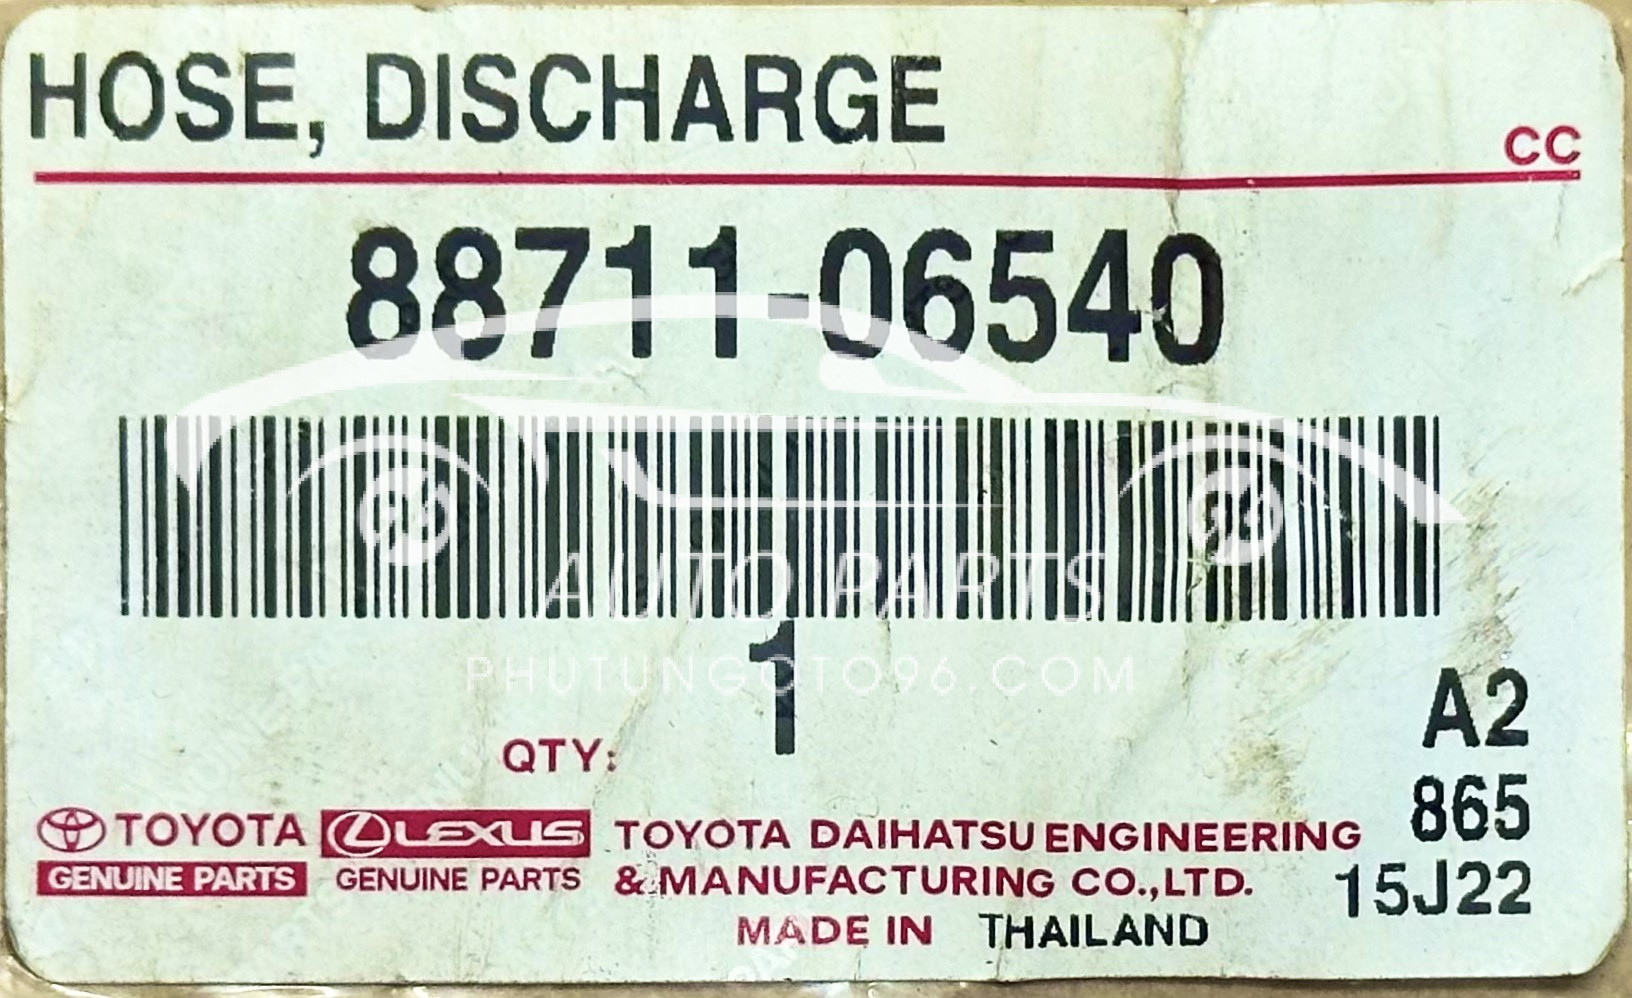 HOSE, DISCHARGE
CC
88711-06540
AUTO PARTS
1
PHUTUNGOTO96.COM
QTY:
A2
865
15J22
TOYOTA
GENUINE PARTS
LEXUS
GENUINE PARTS
TOYOTA DAIHATSU ENGINEERING
& MANUFACTURING CO.,LTD.
MADE IN THAILAND